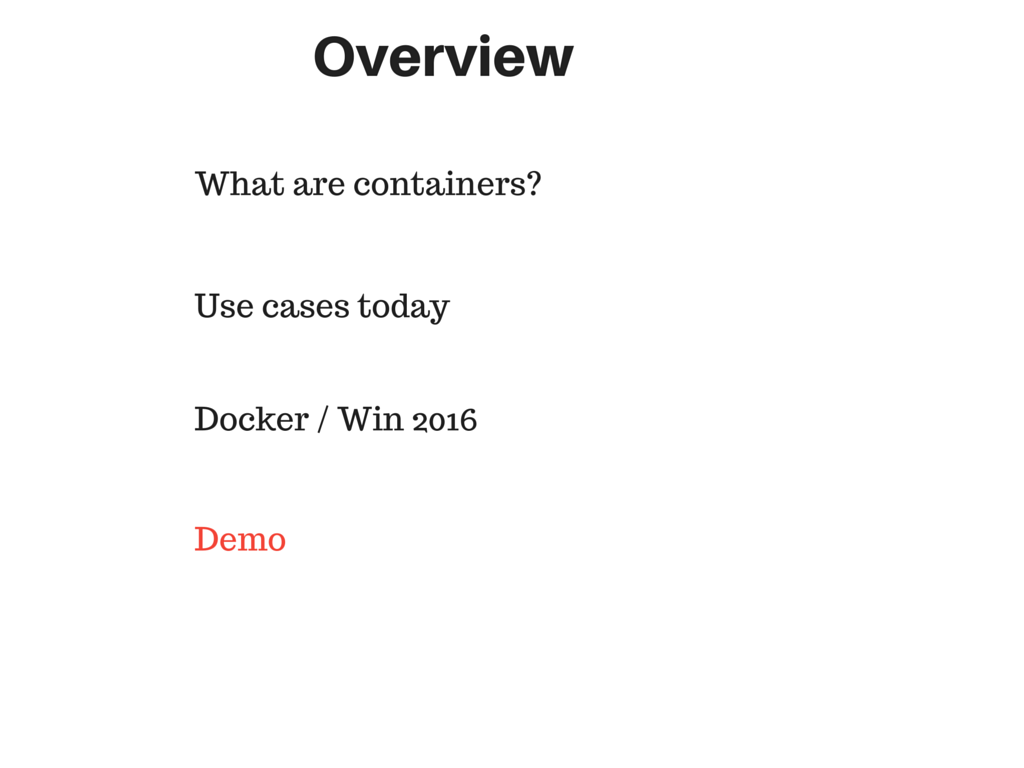 Overview
What are containers?
Use cases today
Docker / Win 2016
Demo